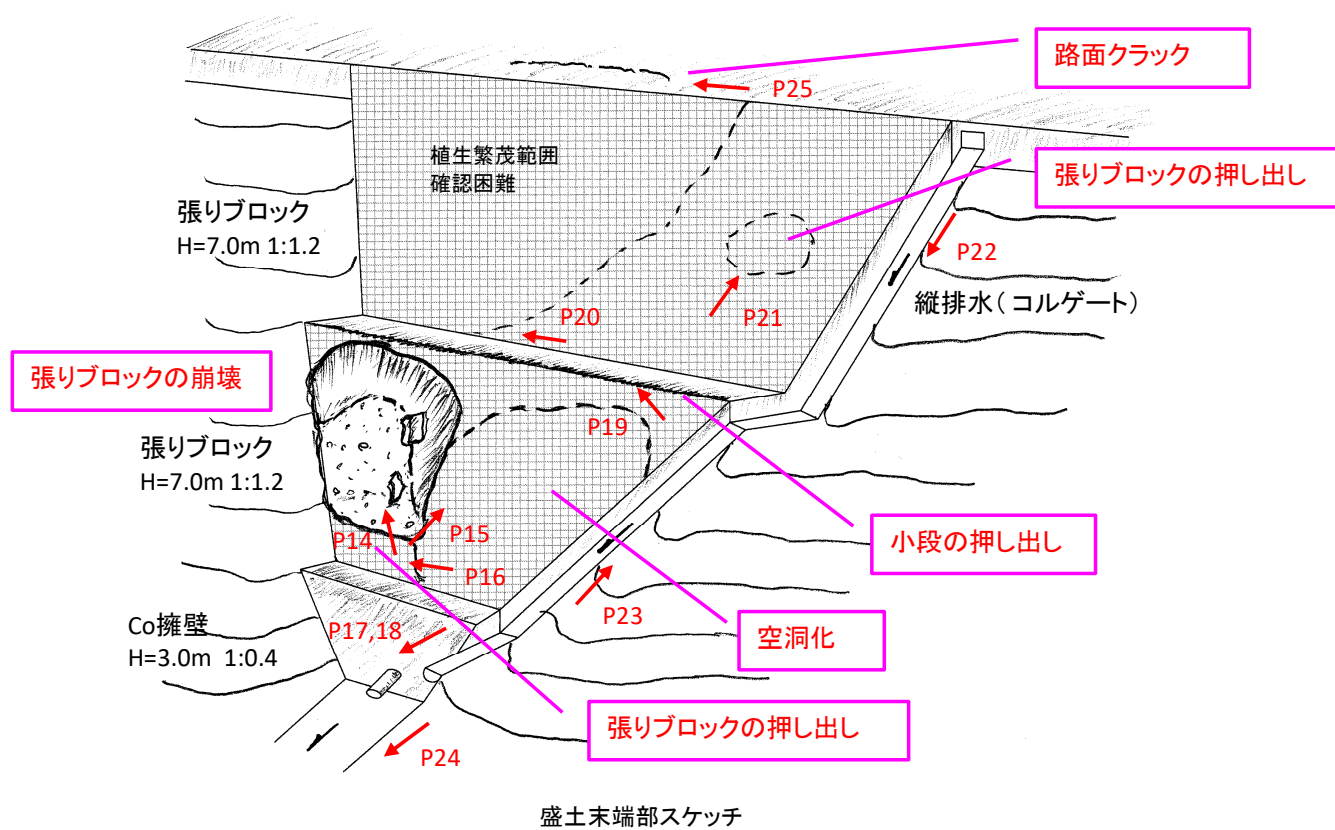 路面クラック
P25
植生繁茂範囲
確認困難
張りブロックの押し出し
張りブロック
H=7.0m 1:1.2
P22
縦排水(コルゲート)
P20
P21
張りブロックの崩壊
P19
張りブロック
H=7.0m 1:1.2
P14
P15
小段の押し出し
P16
P23
Co擁壁
H=3.0m 1:0.4
P17,18
空洞化
張りブロックの押し出し
P24
盛土末端部スケッチ